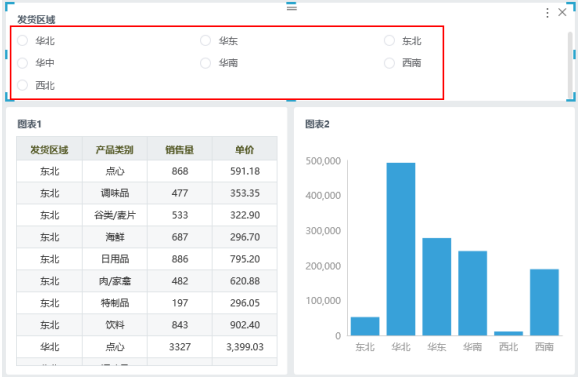 发货区域
华北 华东 东北
华中 华南 西南
西北
图表1
发货区域 产品类别 销售量 单价
东北 点心 868 591.18
东北 调味品 477 353.35
东北 谷类/麦片 533 322.90
东北 海鲜 687 296.70
东北 日用品 886 795.20
东北 肉/家禽 482 620.88
东北 特制品 197 296.05
东北 饮料 843 902.40
华北 点心 3327 3,399.03
图表2
500,000
400,000
300,000
200,000
100,000
0
东北 华北 华东 华南 西北 西南